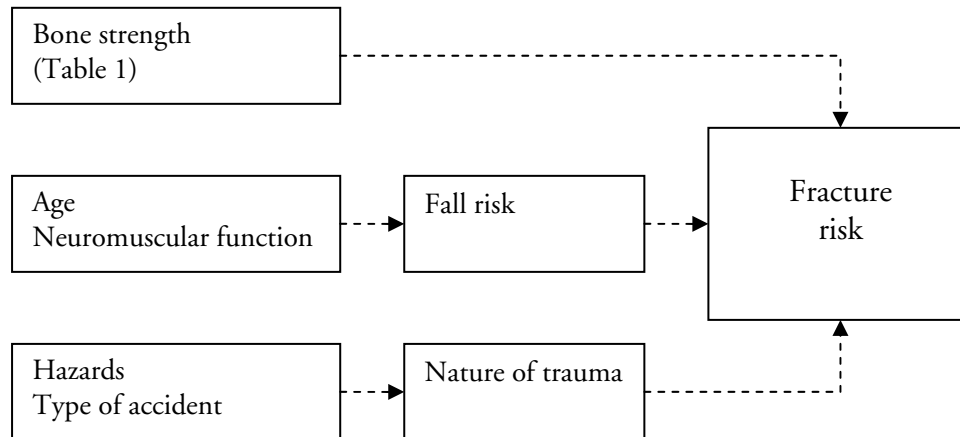 Bone strength
(Table 1)
Age
Neuromuscular function
Fall risk
Fracture
risk
Hazards
Type of accident
Nature of trauma